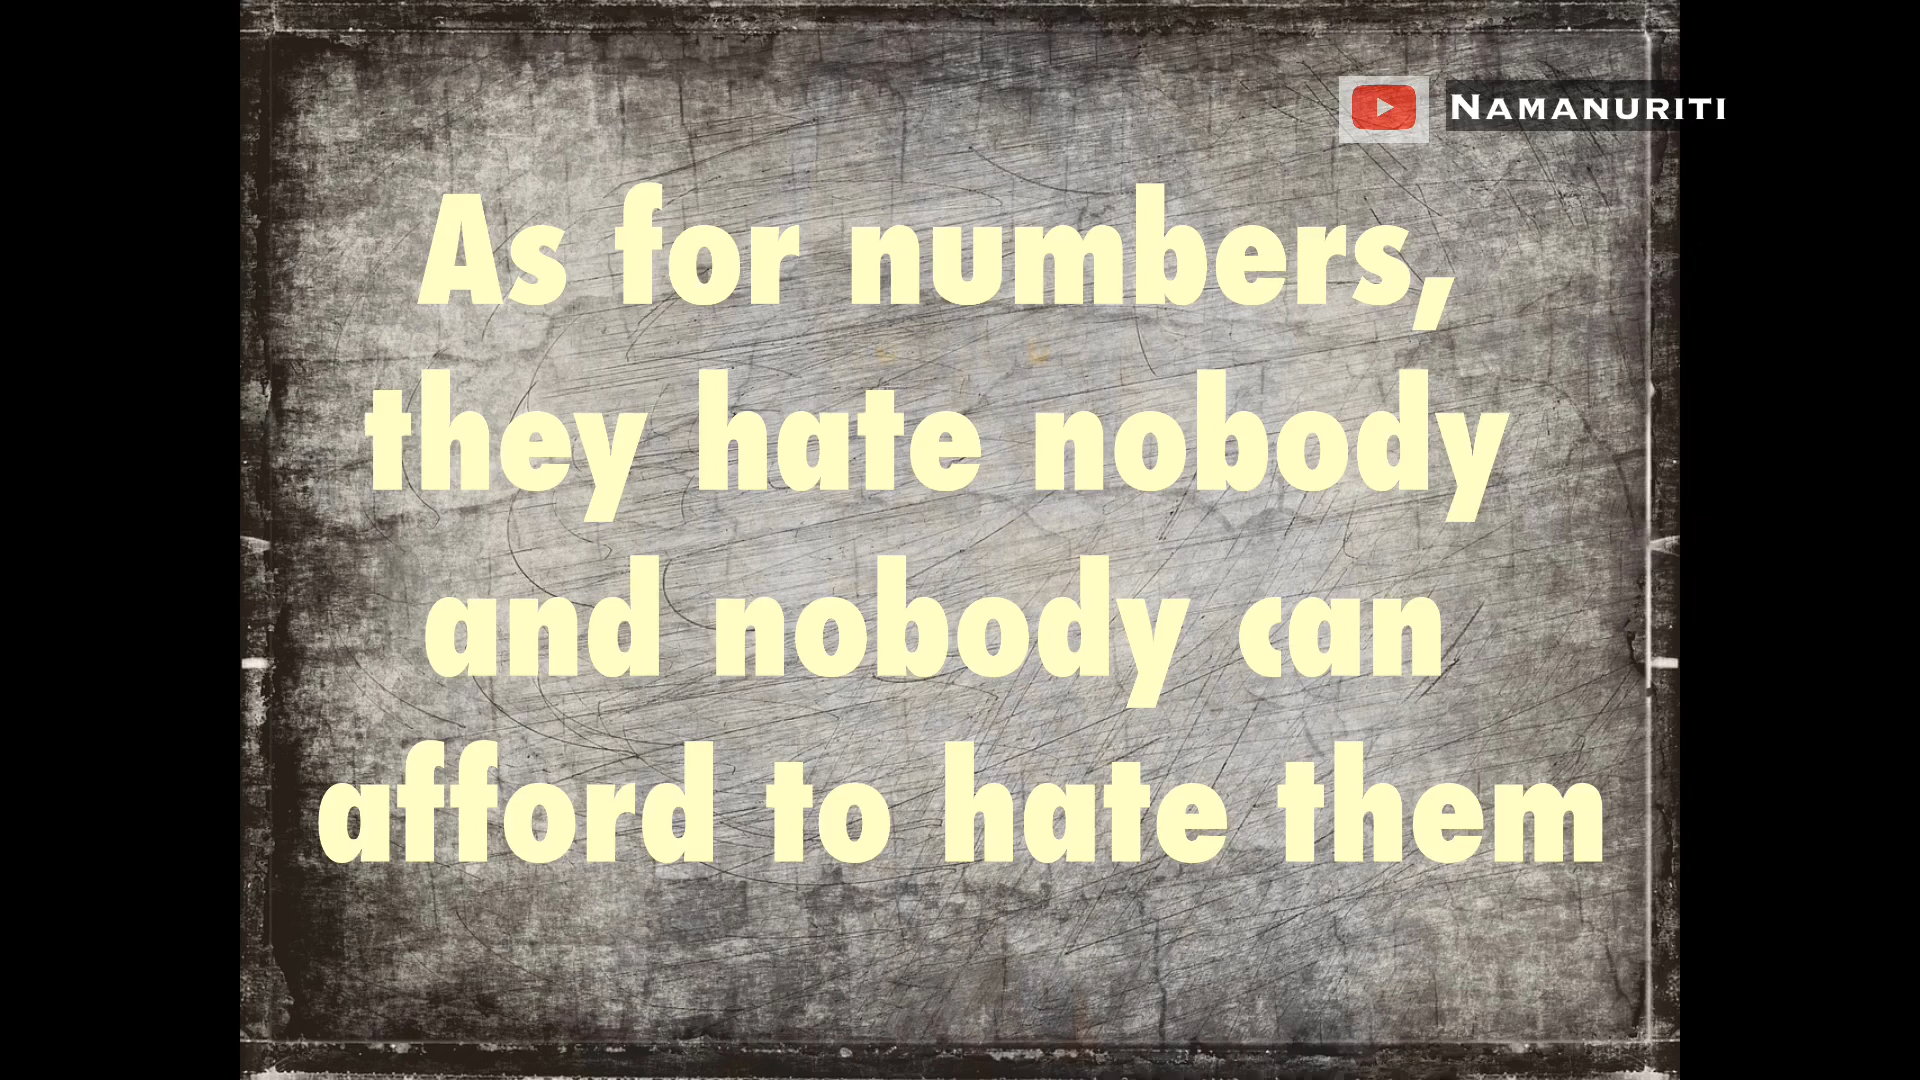 NAMANURITI
As for numbers,
they hate nobody
and nobody can
afford to hate them